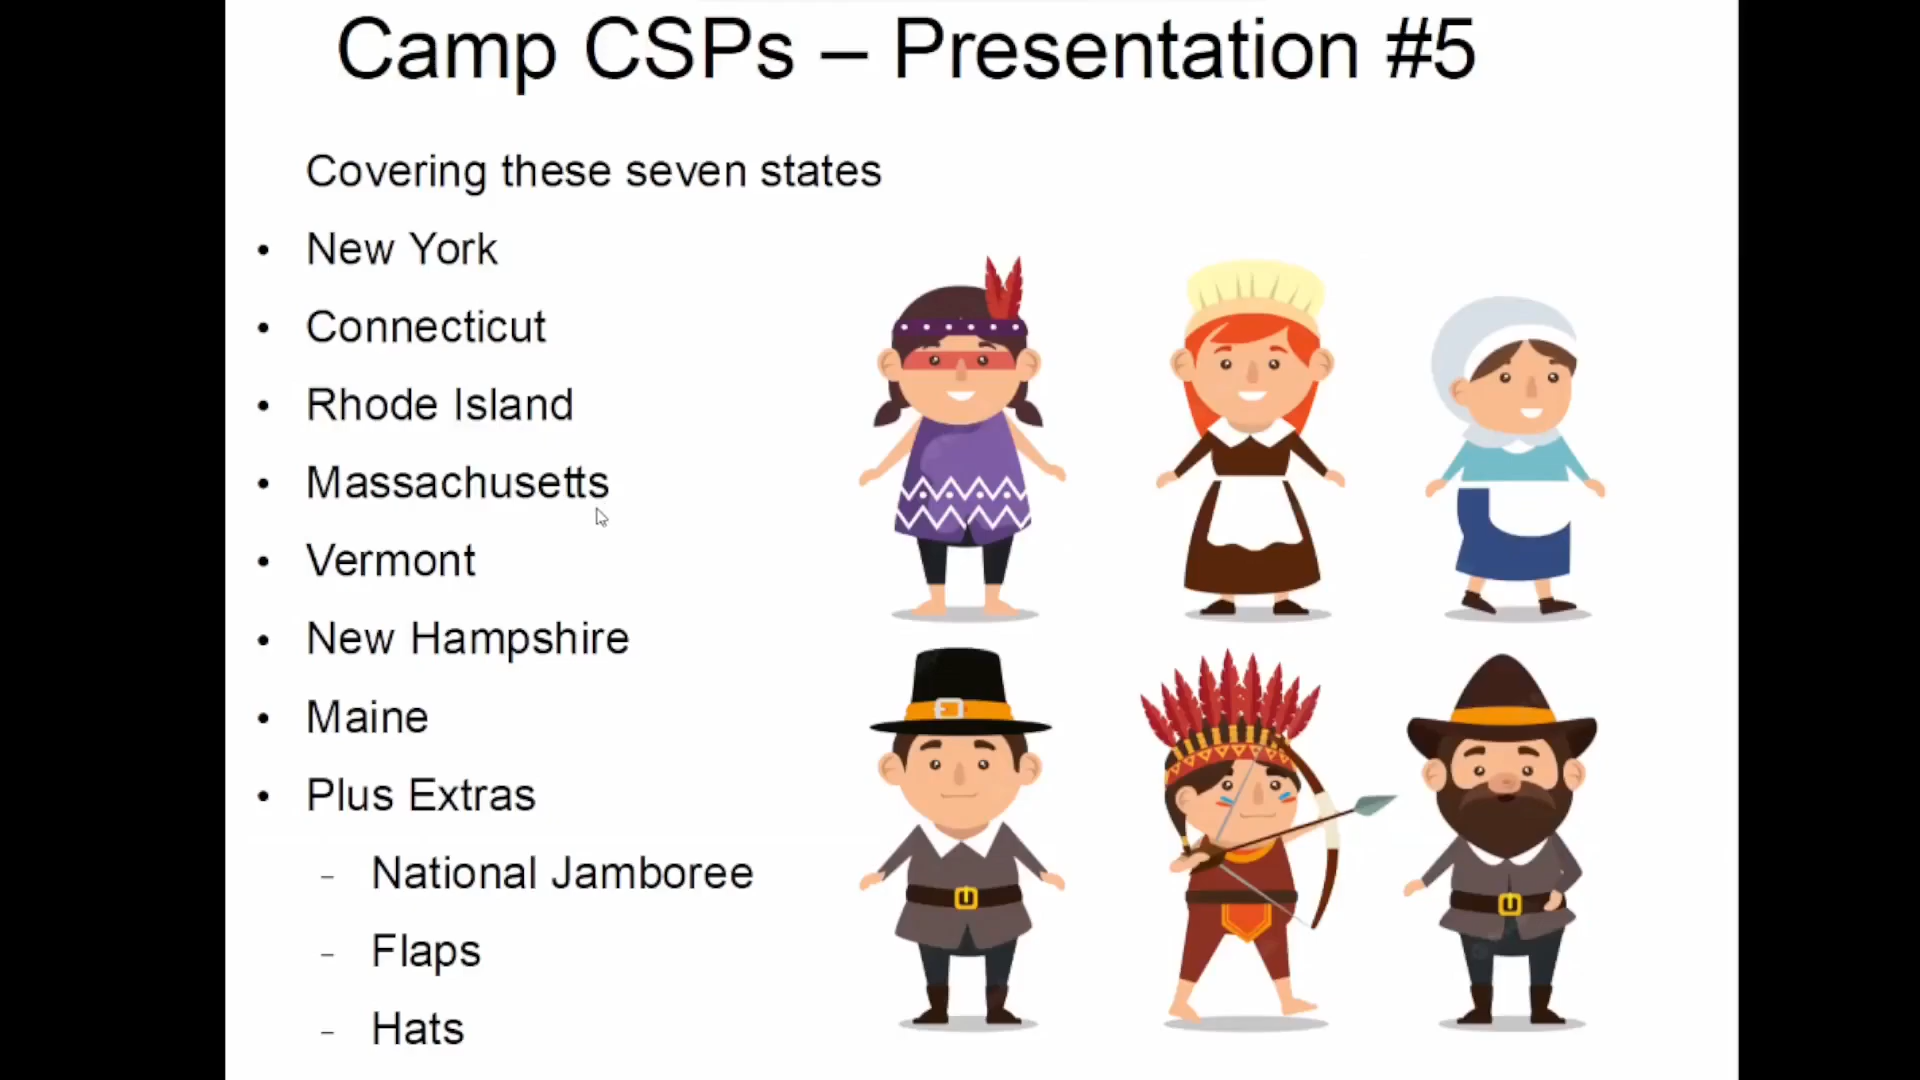 Camp CSPs – Presentation #5
Covering these seven states
• New York
• Connecticut
• Rhode Island
• Massachusetts
• Vermont
• New Hampshire
• Maine
• Plus Extras
– National Jamboree
– Flaps
– Hats